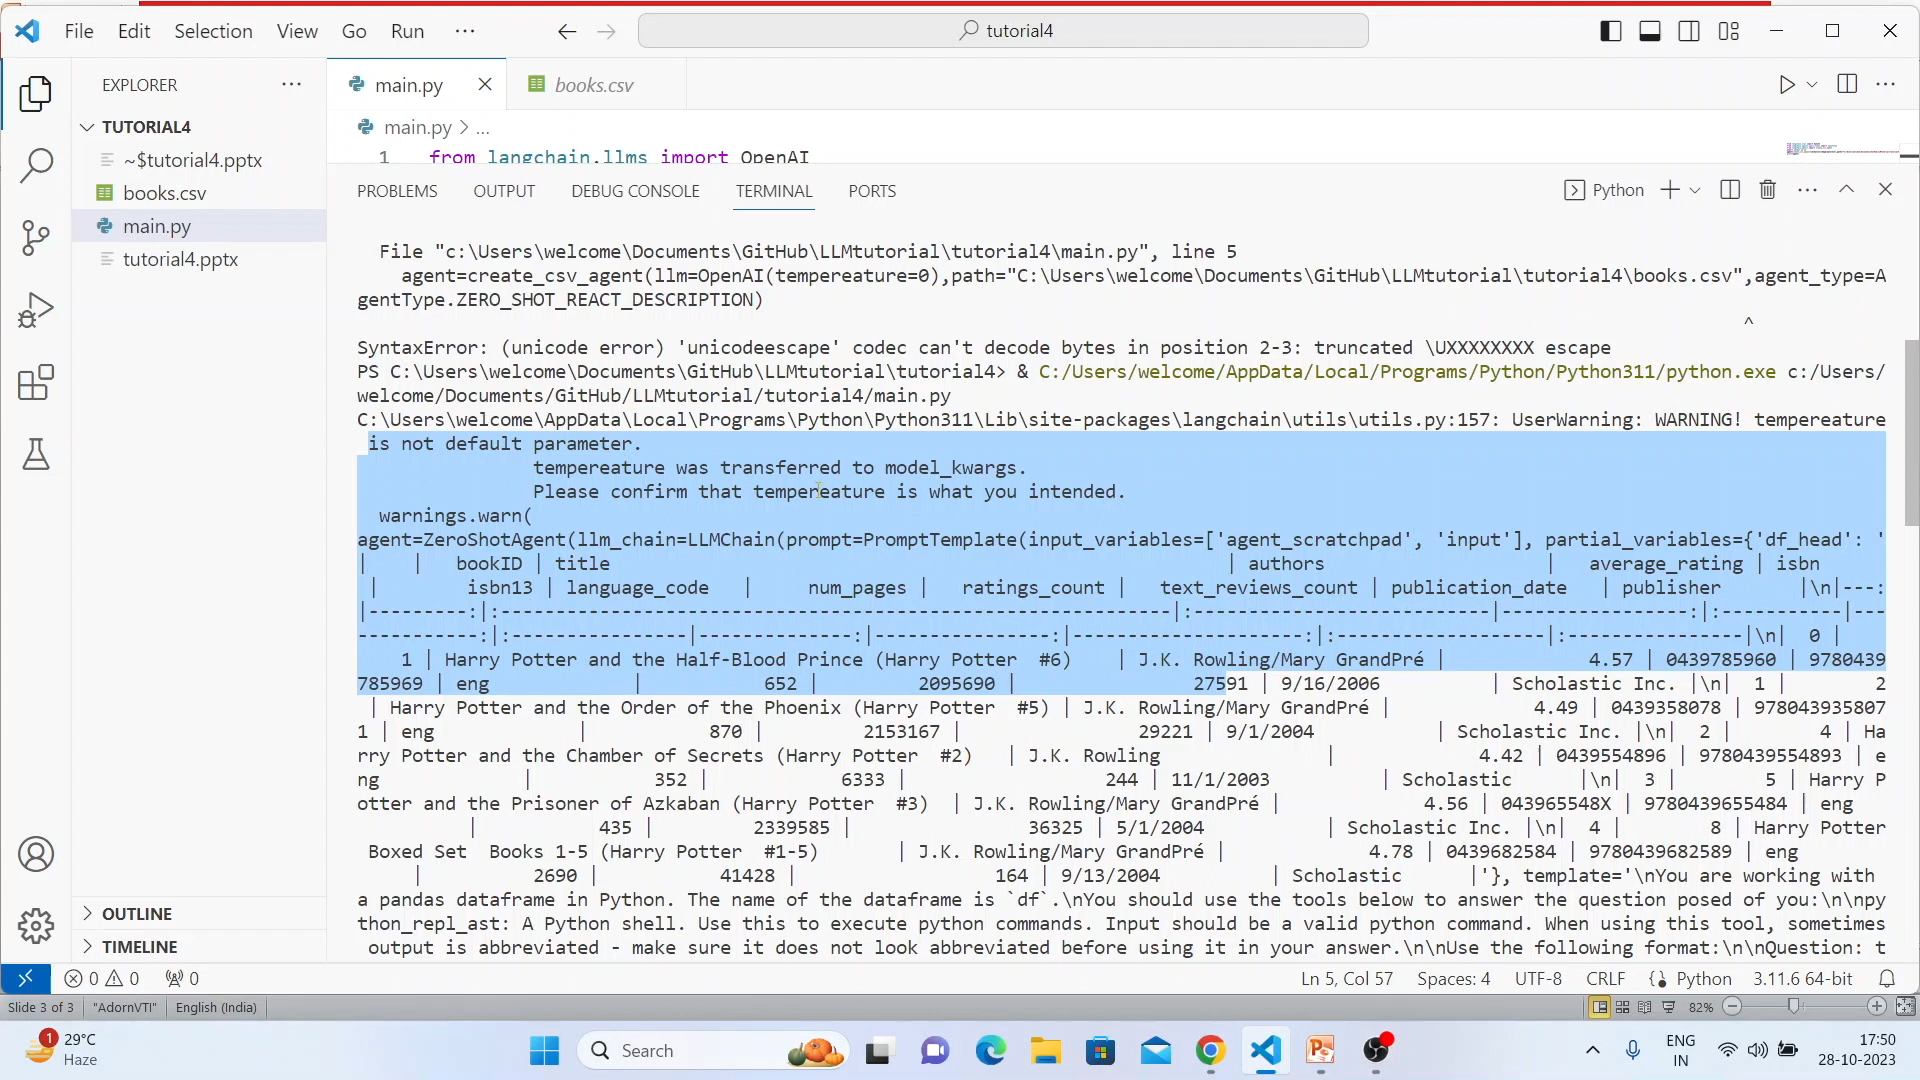 File Edit Selection View Go Run ··· tutorial4
EXPLORER ···
main.py books.csv
TUTORIAL4
~$tutorial4.pptx
books.csv
main.py
tutorial4.pptx
OUTLINE
TIMELINE
main.py > ...
1 from langchain.llms import OpenAI
PROBLEMS OUTPUT DEBUG CONSOLE TERMINAL PORTS Python
File "c:\Users\welcome\Documents\GitHub\LLMtutorial\tutorial4\main.py", line 5
agent=create_csv_agent(llm=OpenAI(tempereature=0),path="C:\Users\welcome\Documents\GitHub\LLMtutorial\tutorial4\books.csv",agent_type=A
gentType.ZERO_SHOT_REACT_DESCRIPTION)
^
SyntaxError: (unicode error) 'unicodeescape' codec can't decode bytes in position 2-3: truncated \UXXXXXXXX escape
PS C:\Users\welcome\Documents\GitHub\LLMtutorial\tutorial4> & C:/Users/welcome/AppData/Local/Programs/Python/Python311/python.exe c:/Users/
welcome/Documents/GitHub/LLMtutorial/tutorial4/main.py
C:\Users\welcome\AppData\Local\Programs\Python\Python311\Lib\site-packages\langchain\utils\utils.py:157: UserWarning: WARNING! tempereature
is not default parameter.
tempereature was transferred to model_kwargs.
Please confirm that tempereature is what you intended.
warnings.warn(
agent=ZeroShotAgent(llm_chain=LLMChain(prompt=PromptTemplate(input_variables=['agent_scratchpad', 'input'], partial_variables={'df_head': '
| | bookID | title | authors | average_rating | isbn
| isbn13 | language_code | num_pages | ratings_count | text_reviews_count | publication_date | publisher |\n|---:
|---------:|:-------------------------------------------------------------|:---------------------------|-----------------:|:-----------|---
-----------:|:----------------|--------------:|----------------:|---------------------:|:-------------------|:----------------|\n| 0 |
1 | Harry Potter and the Half-Blood Prince (Harry Potter #6) | J.K. Rowling/Mary GrandPré | 4.57 | 0439785960 | 9780439
785969 | eng | 652 | 2095690 | 27591 | 9/16/2006 | Scholastic Inc. |\n| 1 | 2
| Harry Potter and the Order of the Phoenix (Harry Potter #5) | J.K. Rowling/Mary GrandPré | 4.49 | 0439358078 | 978043935807
1 | eng | 870 | 2153167 | 29221 | 9/1/2004 | Scholastic Inc. |\n| 2 | 4 | Ha
rry Potter and the Chamber of Secrets (Harry Potter #2) | J.K. Rowling | 4.42 | 0439554896 | 9780439554893 | e
ng | 352 | 6333 | 244 | 11/1/2003 | Scholastic |\n| 3 | 5 | Harry P
otter and the Prisoner of Azkaban (Harry Potter #3) | J.K. Rowling/Mary GrandPré | 4.56 | 043965548X | 9780439655484 | eng
| 435 | 2339585 | 36325 | 5/1/2004 | Scholastic Inc. |\n| 4 | 8 | Harry Potter
Boxed Set Books 1-5 (Harry Potter #1-5) | J.K. Rowling/Mary GrandPré | 4.78 | 0439682584 | 9780439682589 | eng
| 2690 | 41428 | 164 | 9/13/2004 | Scholastic |'}, template='\nYou are working with
a pandas dataframe in Python. The name of the dataframe is `df`.\nYou should use the tools below to answer the question posed of you:\n\npy
thon_repl_ast: A Python shell. Use this to execute python commands. Input should be a valid python command. When using this tool, sometimes
output is abbreviated - make sure it does not look abbreviated before using it in your answer.\n\nUse the following format:\n\nQuestion: t
0 0 0 Ln 5, Col 57 Spaces: 4 UTF-8 CRLF Python 3.11.6 64-bit
Slide 3 of 3 "AdornVTI" English (India) 82%
1 29°C
Haze
Search
ENG
IN
17:50
28-10-2023